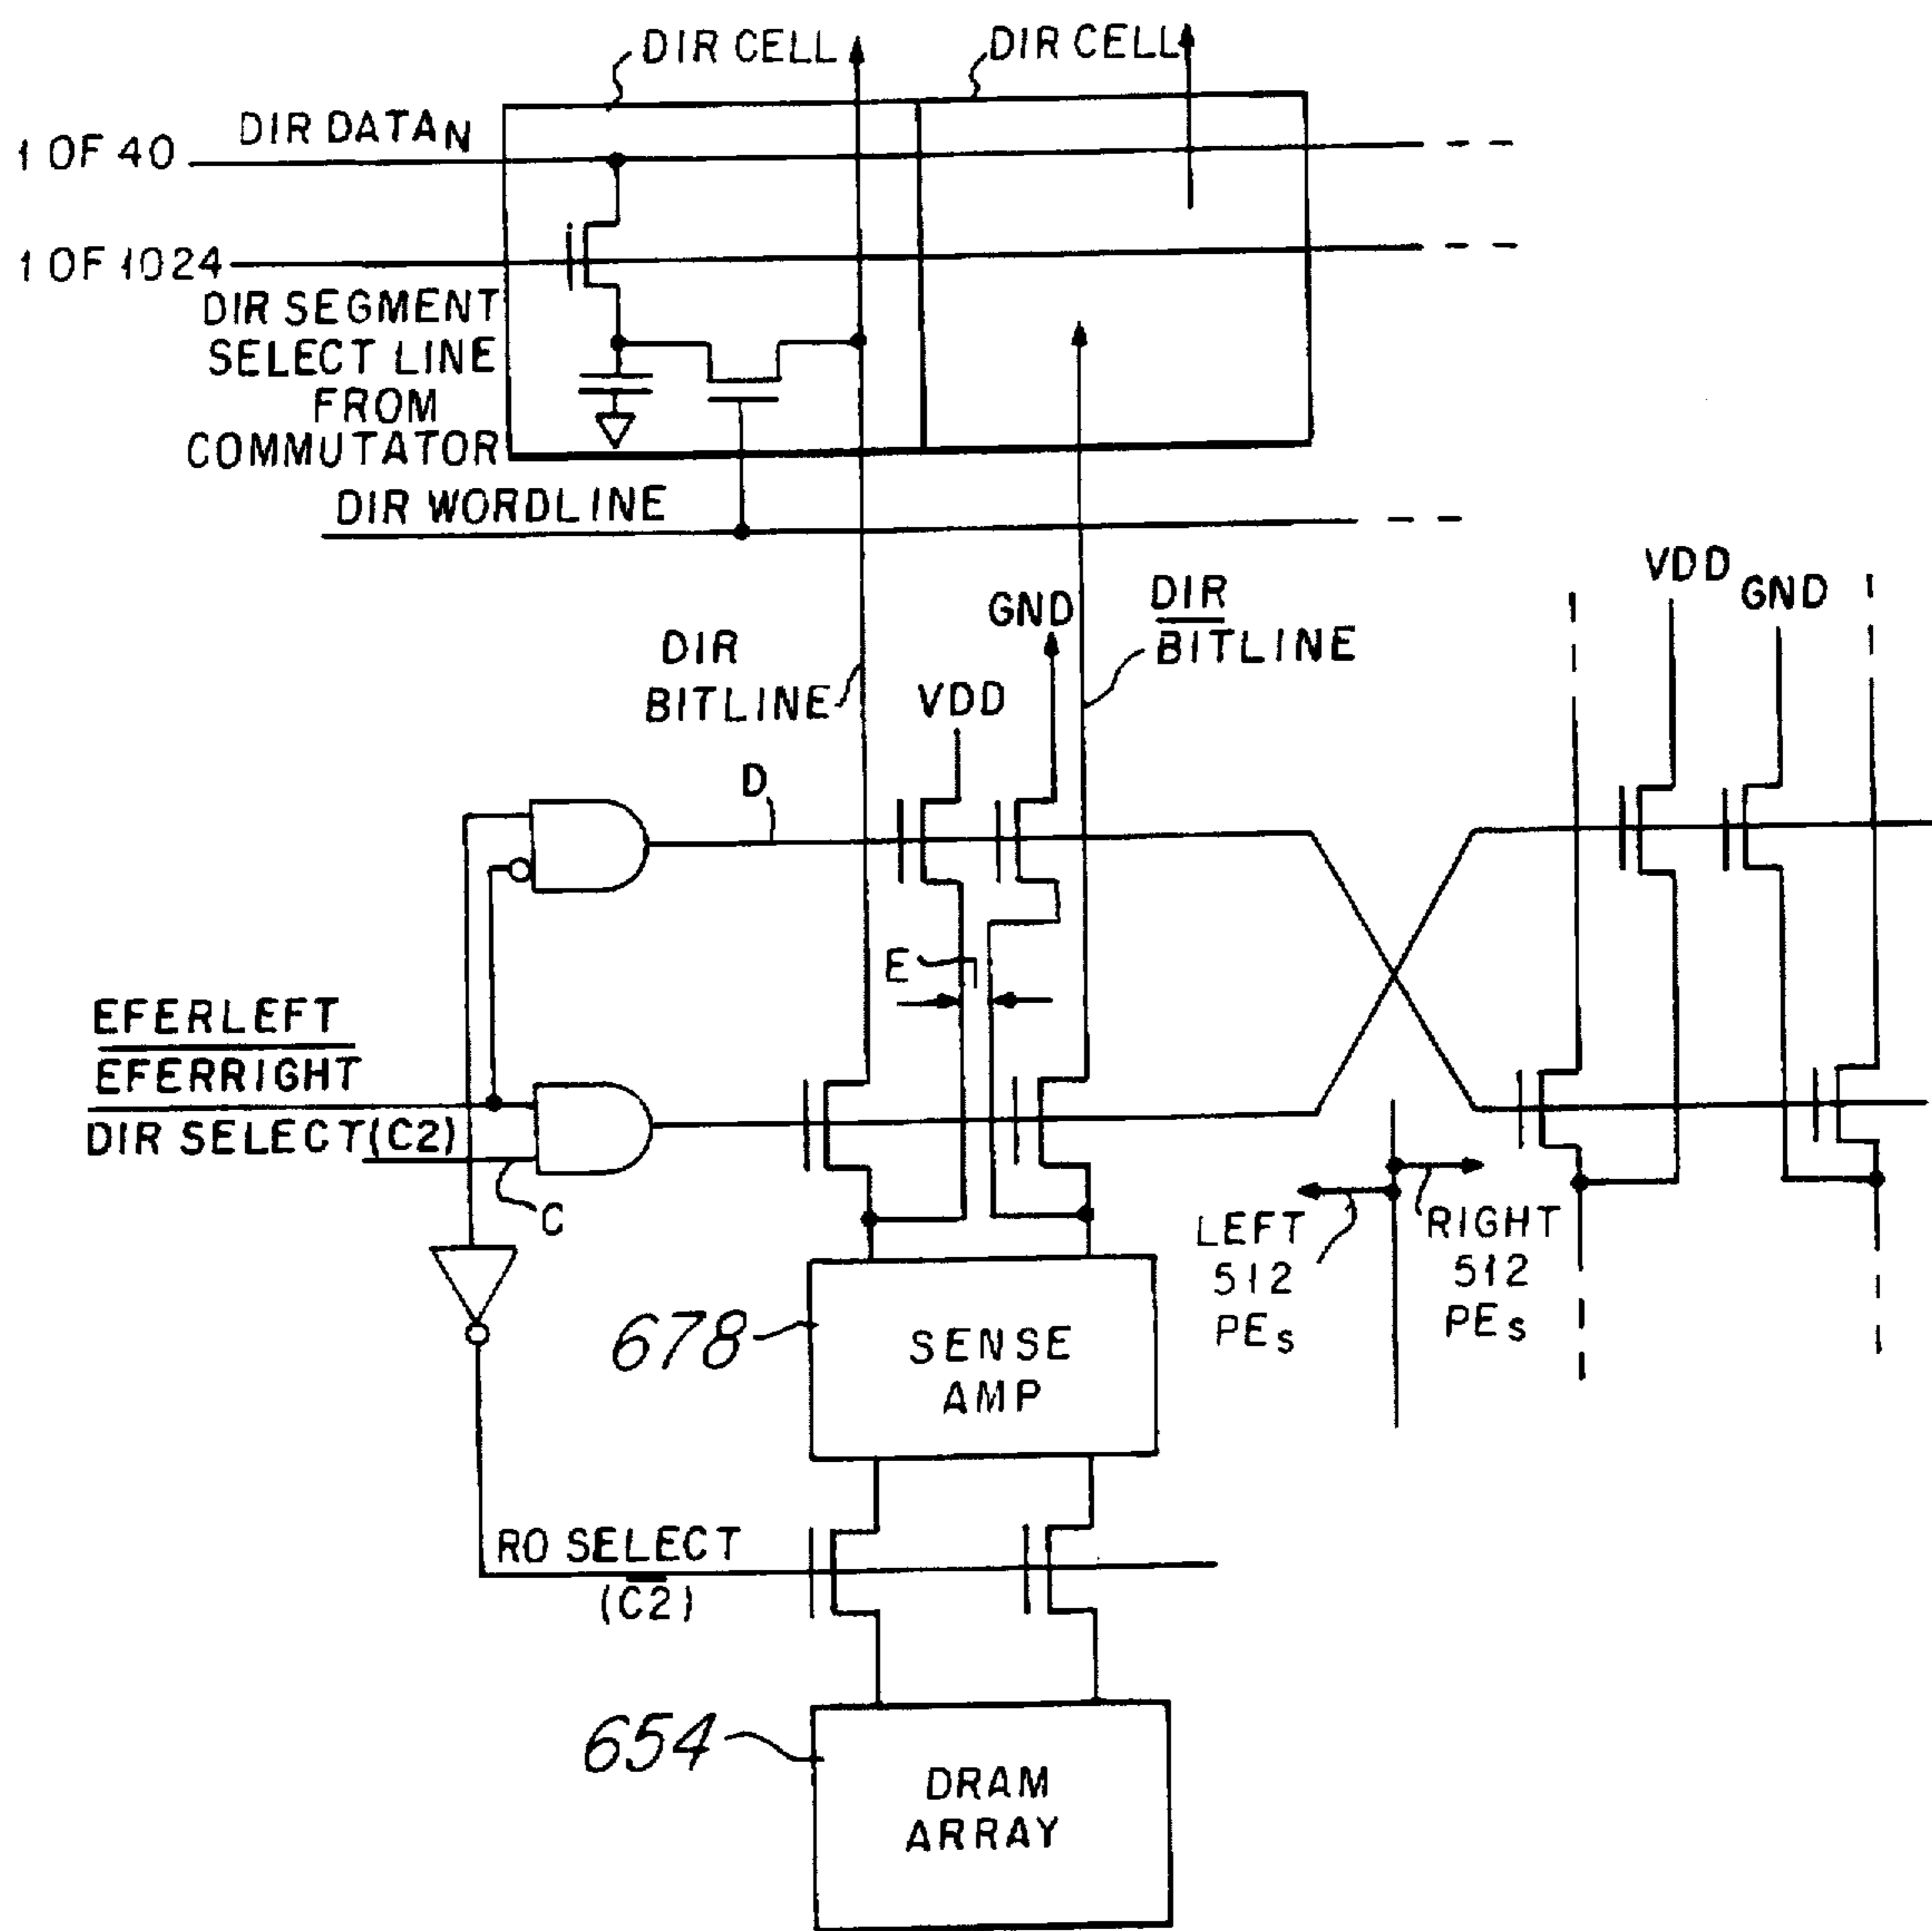 DIR CELL
DIR CELL
1 OF 40
DIR DATAN
1 OF 1024
DIR SEGMENT
SELECT LINE
FROM
COMMUTATOR
DIR WORDLINE
VDD
GND
GND
DIR
BITLINE
DIR
BITLINE
VDD
D
E
EFERLEFT
EFERRIGHT
DIR SELECT(C2)
C
LEFT
512
PEs
RIGHT
512
PEs
678
SENSE
AMP
RO SELECT
(C2)
654
DRAM
ARRAY